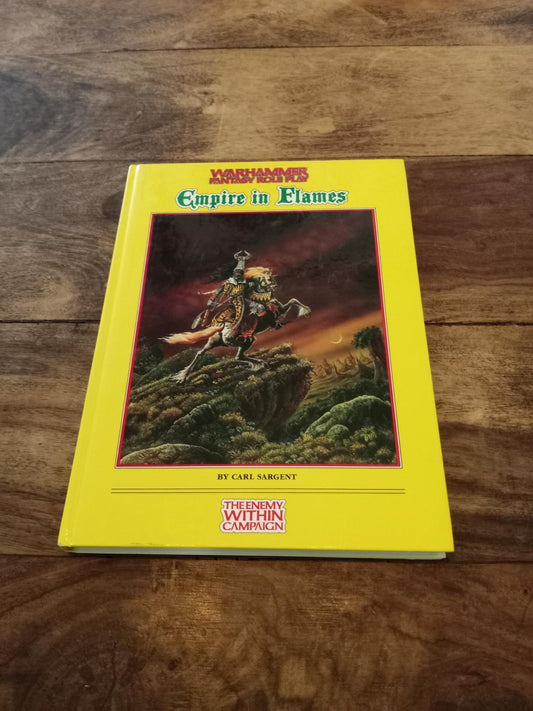 WARHAMMER
FANTASY ROLE PLAY
Empire in Flames
BY CARL SARGENT
THE ENEMY
WITHIN
CAMPAIGN